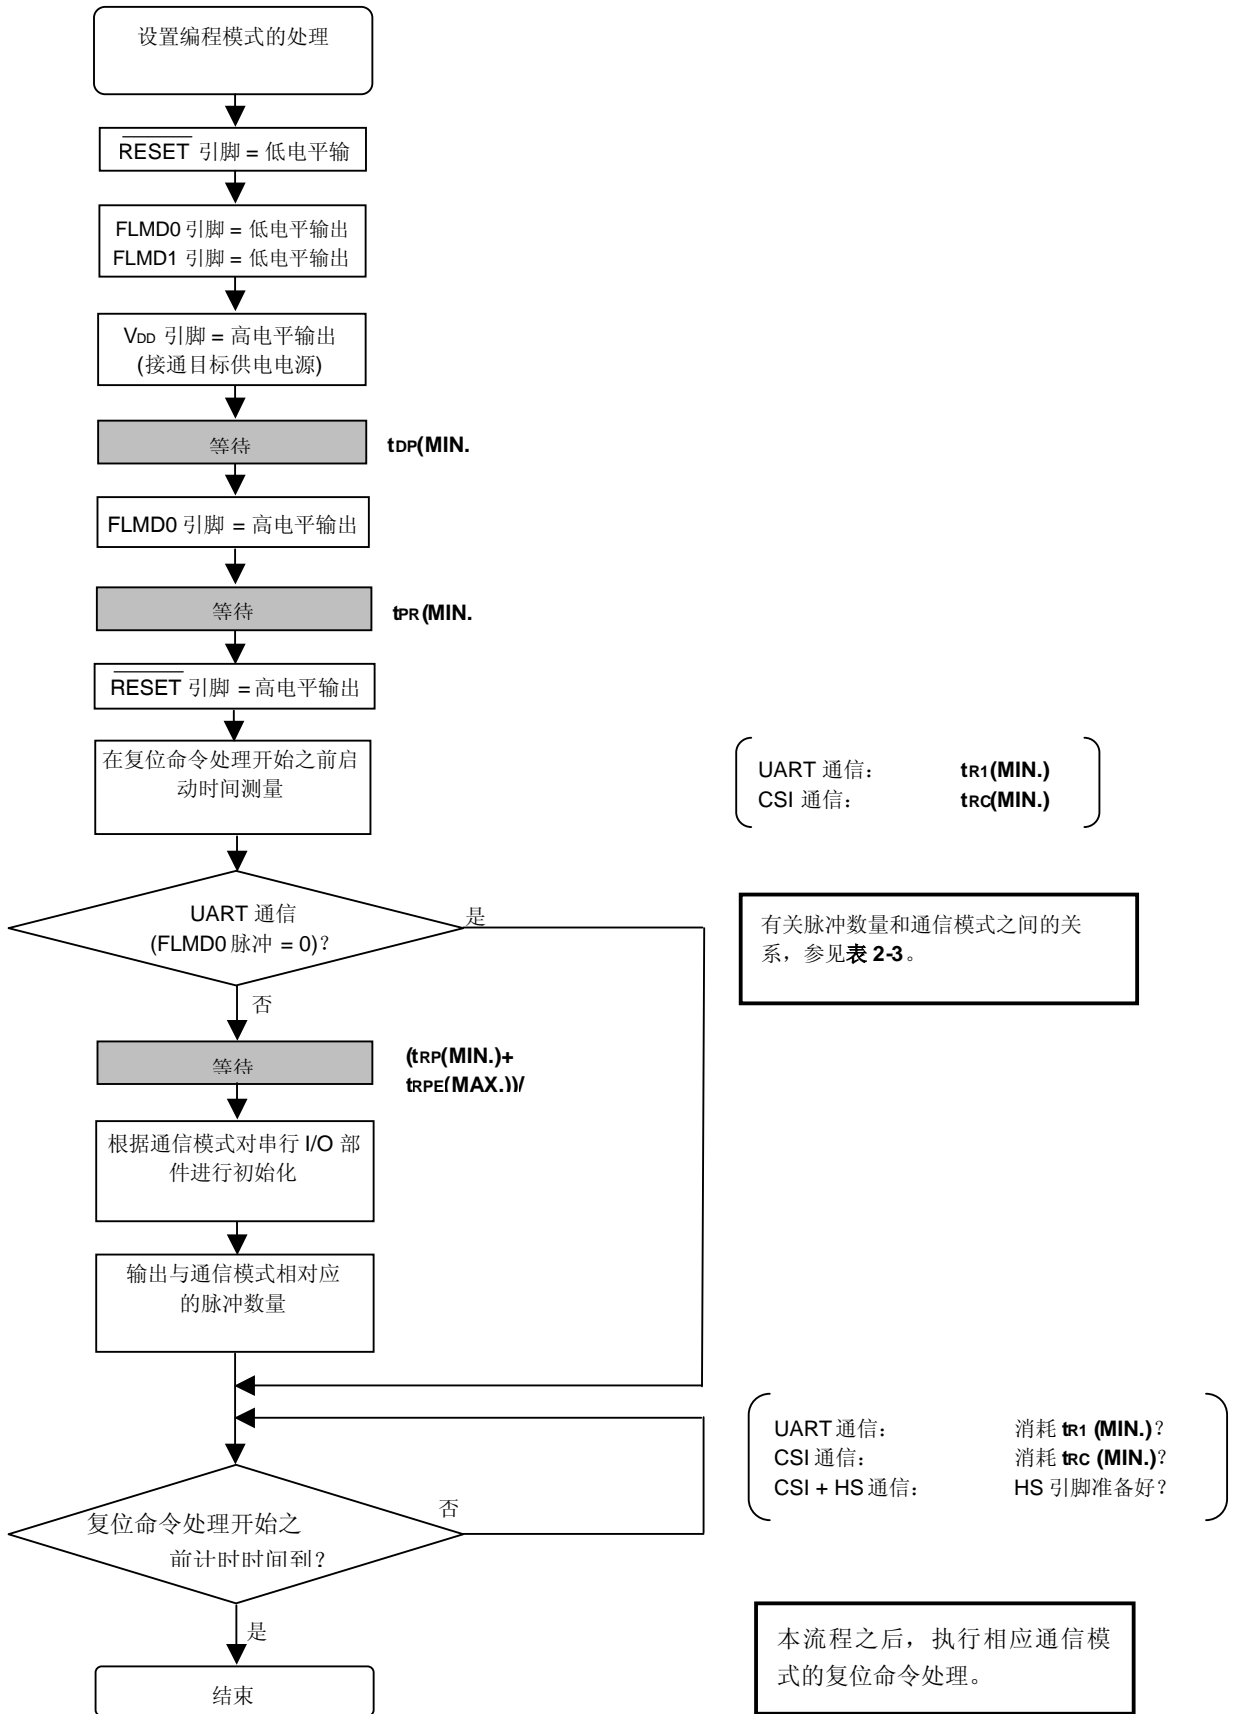 设置编程模式的处理
RESET 引脚 = 低电平输
FLMD0 引脚 = 低电平输出
FLMD1 引脚 = 低电平输出
VDD 引脚 = 高电平输出
(接通目标供电电源)
等待
tDP(MIN.
FLMD0 引脚 = 高电平输出
等待
tPR (MIN.
RESET 引脚 = 高电平输出
在复位命令处理开始之前启
动时间测量
UART 通信： tR1(MIN.)
CSI 通信： tRC(MIN.)
UART 通信
(FLMD0 脉冲 = 0)？
是
否
有关脉冲数量和通信模式之间的关
系，参见表 2-3。
等待
(tRP(MIN.)+
tRPE(MAX.))/
根据通信模式对串行 I/O 部
件进行初始化
输出与通信模式相对应
的脉冲数量
UART 通信： 消耗 tR1 (MIN.)？
CSI 通信： 消耗 tRC (MIN.)？
CSI + HS 通信： HS 引脚准备好？
复位命令处理开始之
前计时时间到？
否
是
本流程之后，执行相应通信模
式的复位命令处理。
结束